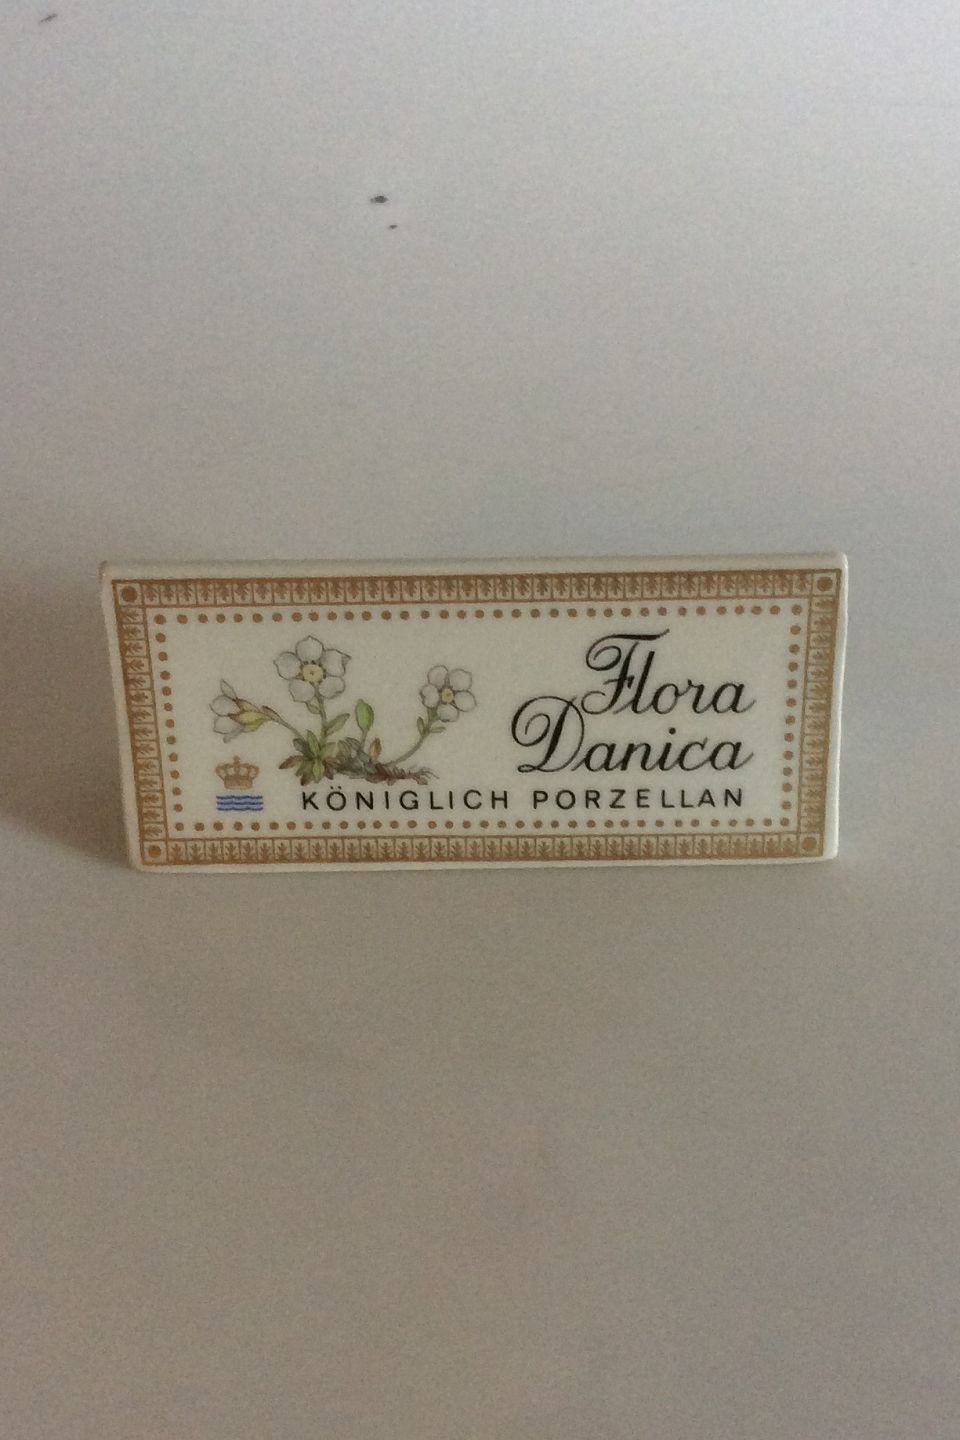 Flora
Danica
KÖNIGLICH PORZELLAN